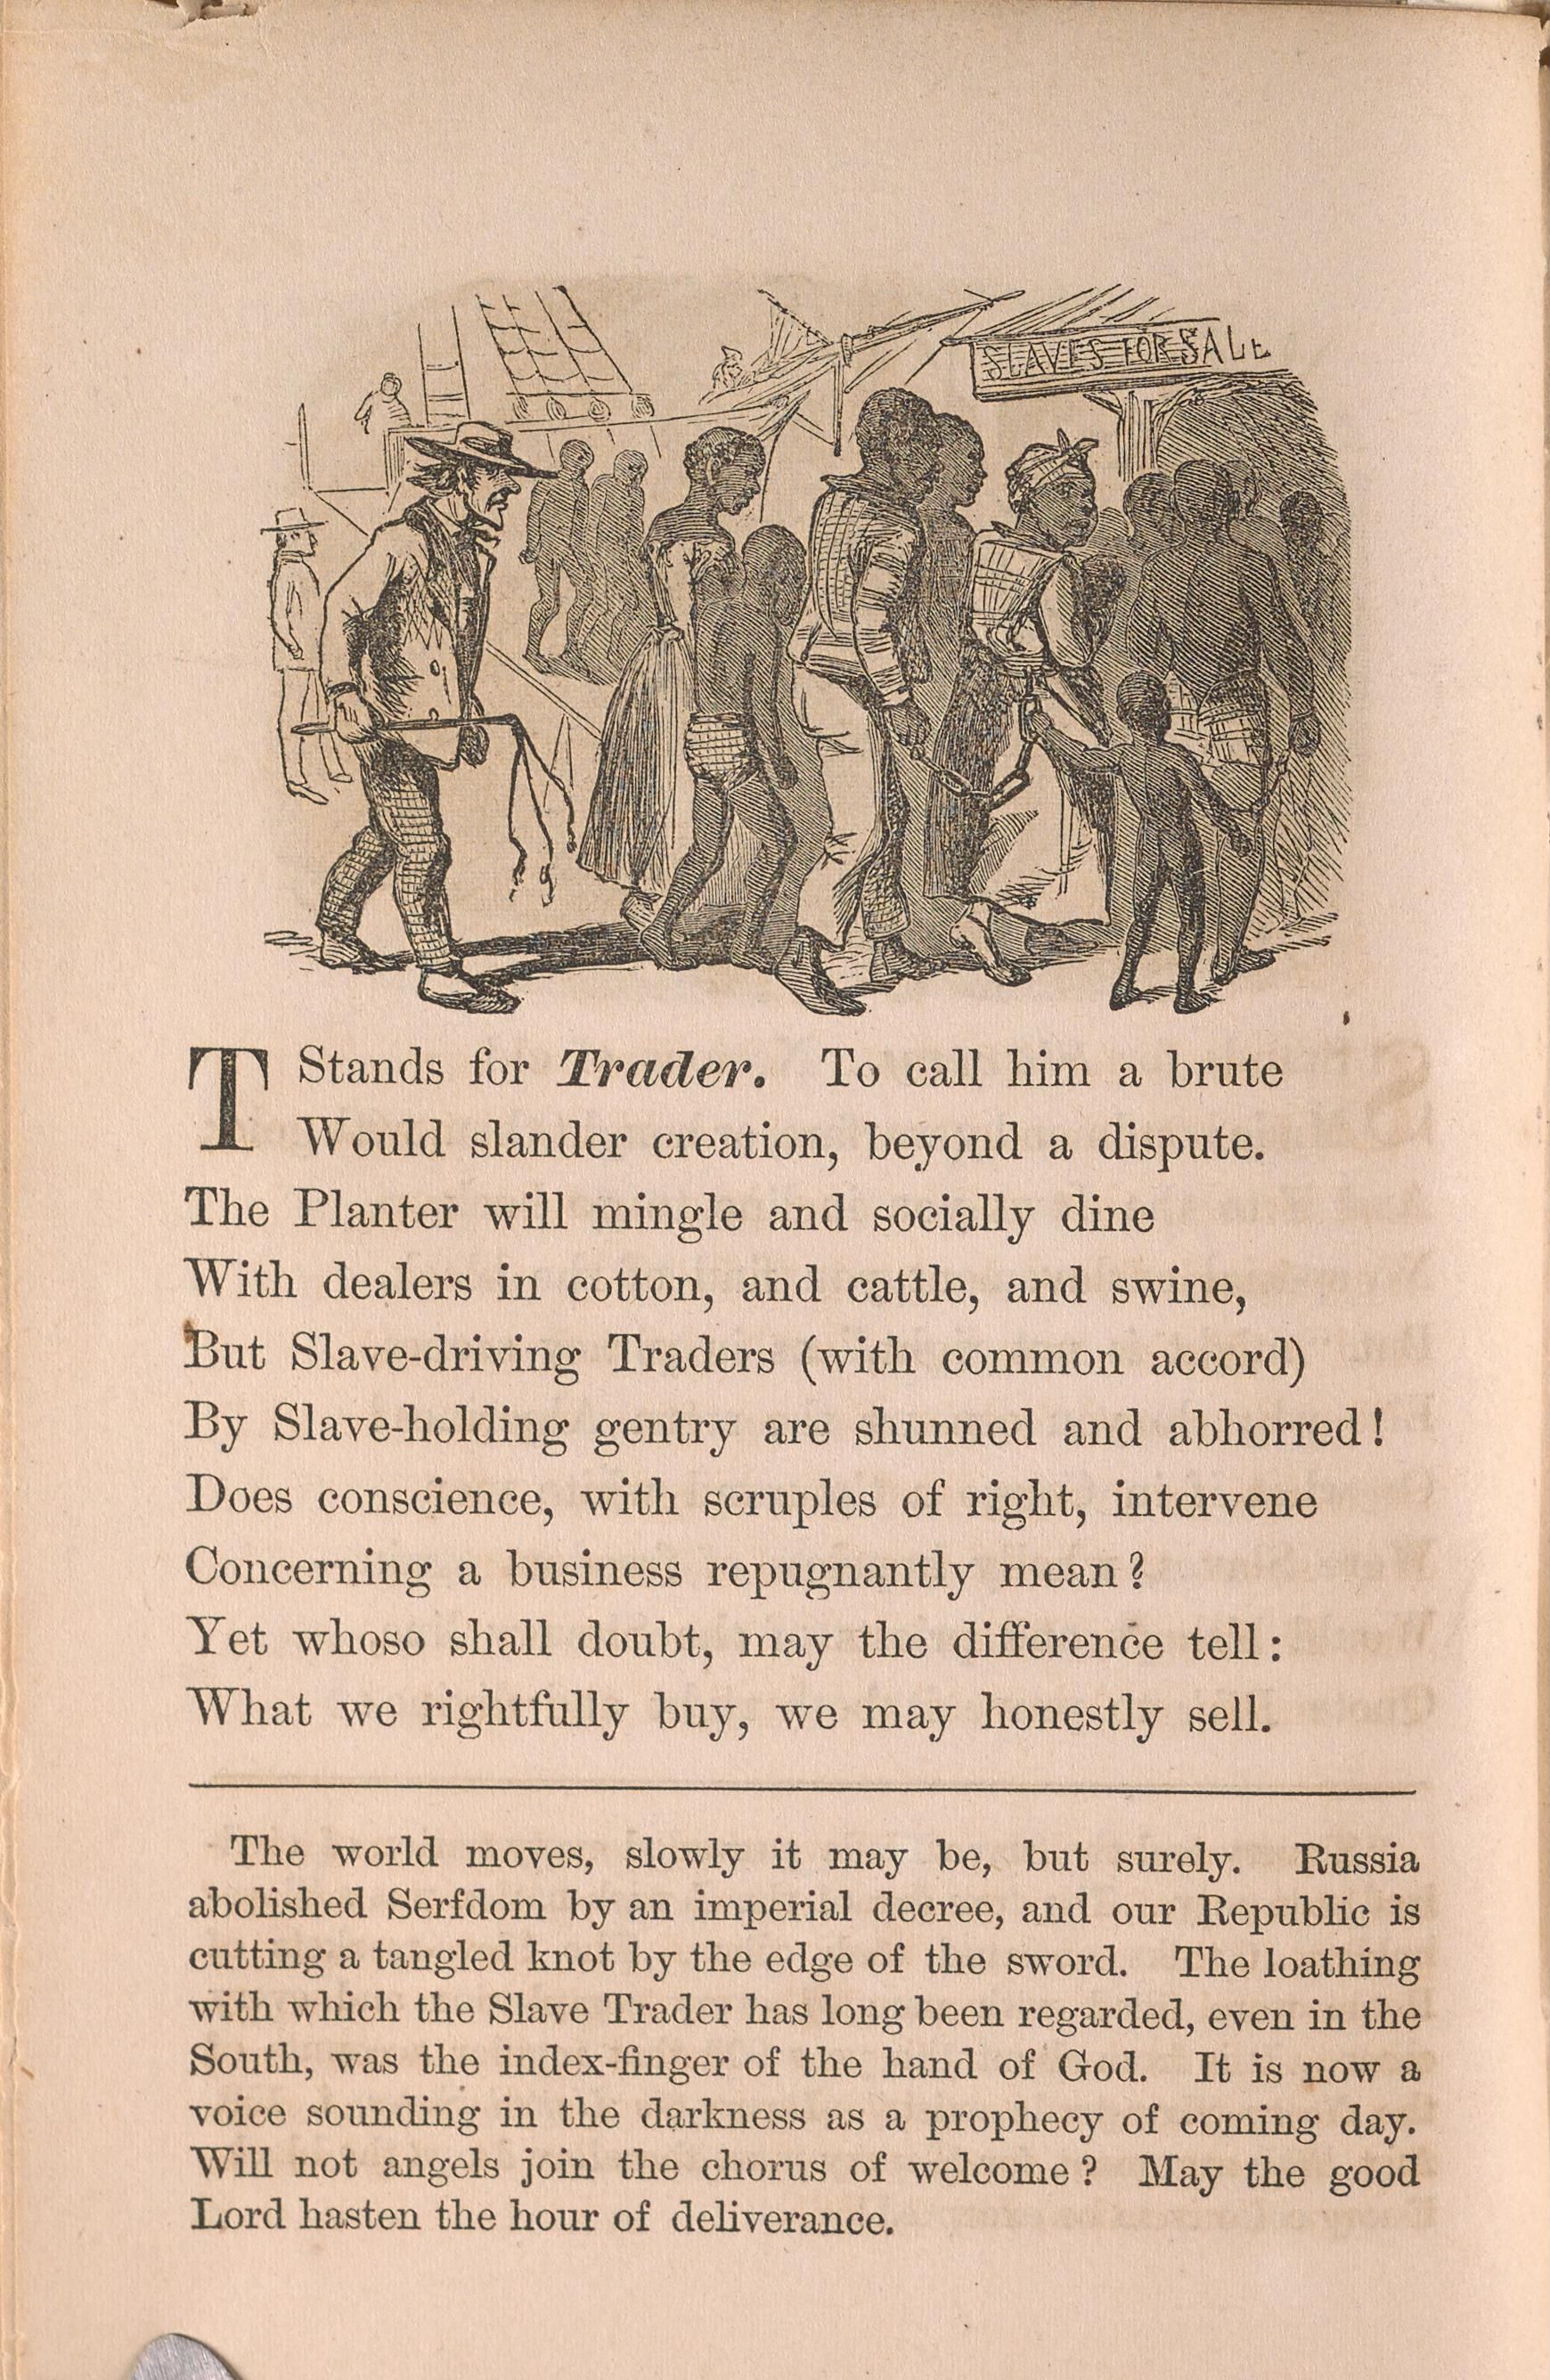 SLAVES FOR SALE
T Stands for Trader. To call him a brute
Would slander creation, beyond a dispute.
The Planter will mingle and socially dine
With dealers in cotton, and cattle, and swine,
But Slave-driving Traders (with common accord)
By Slave-holding gentry are shunned and abhorred!
Does conscience, with scruples of right, intervene
Concerning a business repugnantly mean?
Yet whoso shall doubt, may the difference tell:
What we rightfully buy, we may honestly sell.
The world moves, slowly it may be, but surely. Russia
abolished Serfdom by an imperial decree, and our Republic is
cutting a tangled knot by the edge of the sword. The loathing
with which the Slave Trader has long been regarded, even in the
South, was the index-finger of the hand of God. It is now a
voice sounding in the darkness as a prophecy of coming day.
Will not angels join the chorus of welcome? May the good
Lord hasten the hour of deliverance.